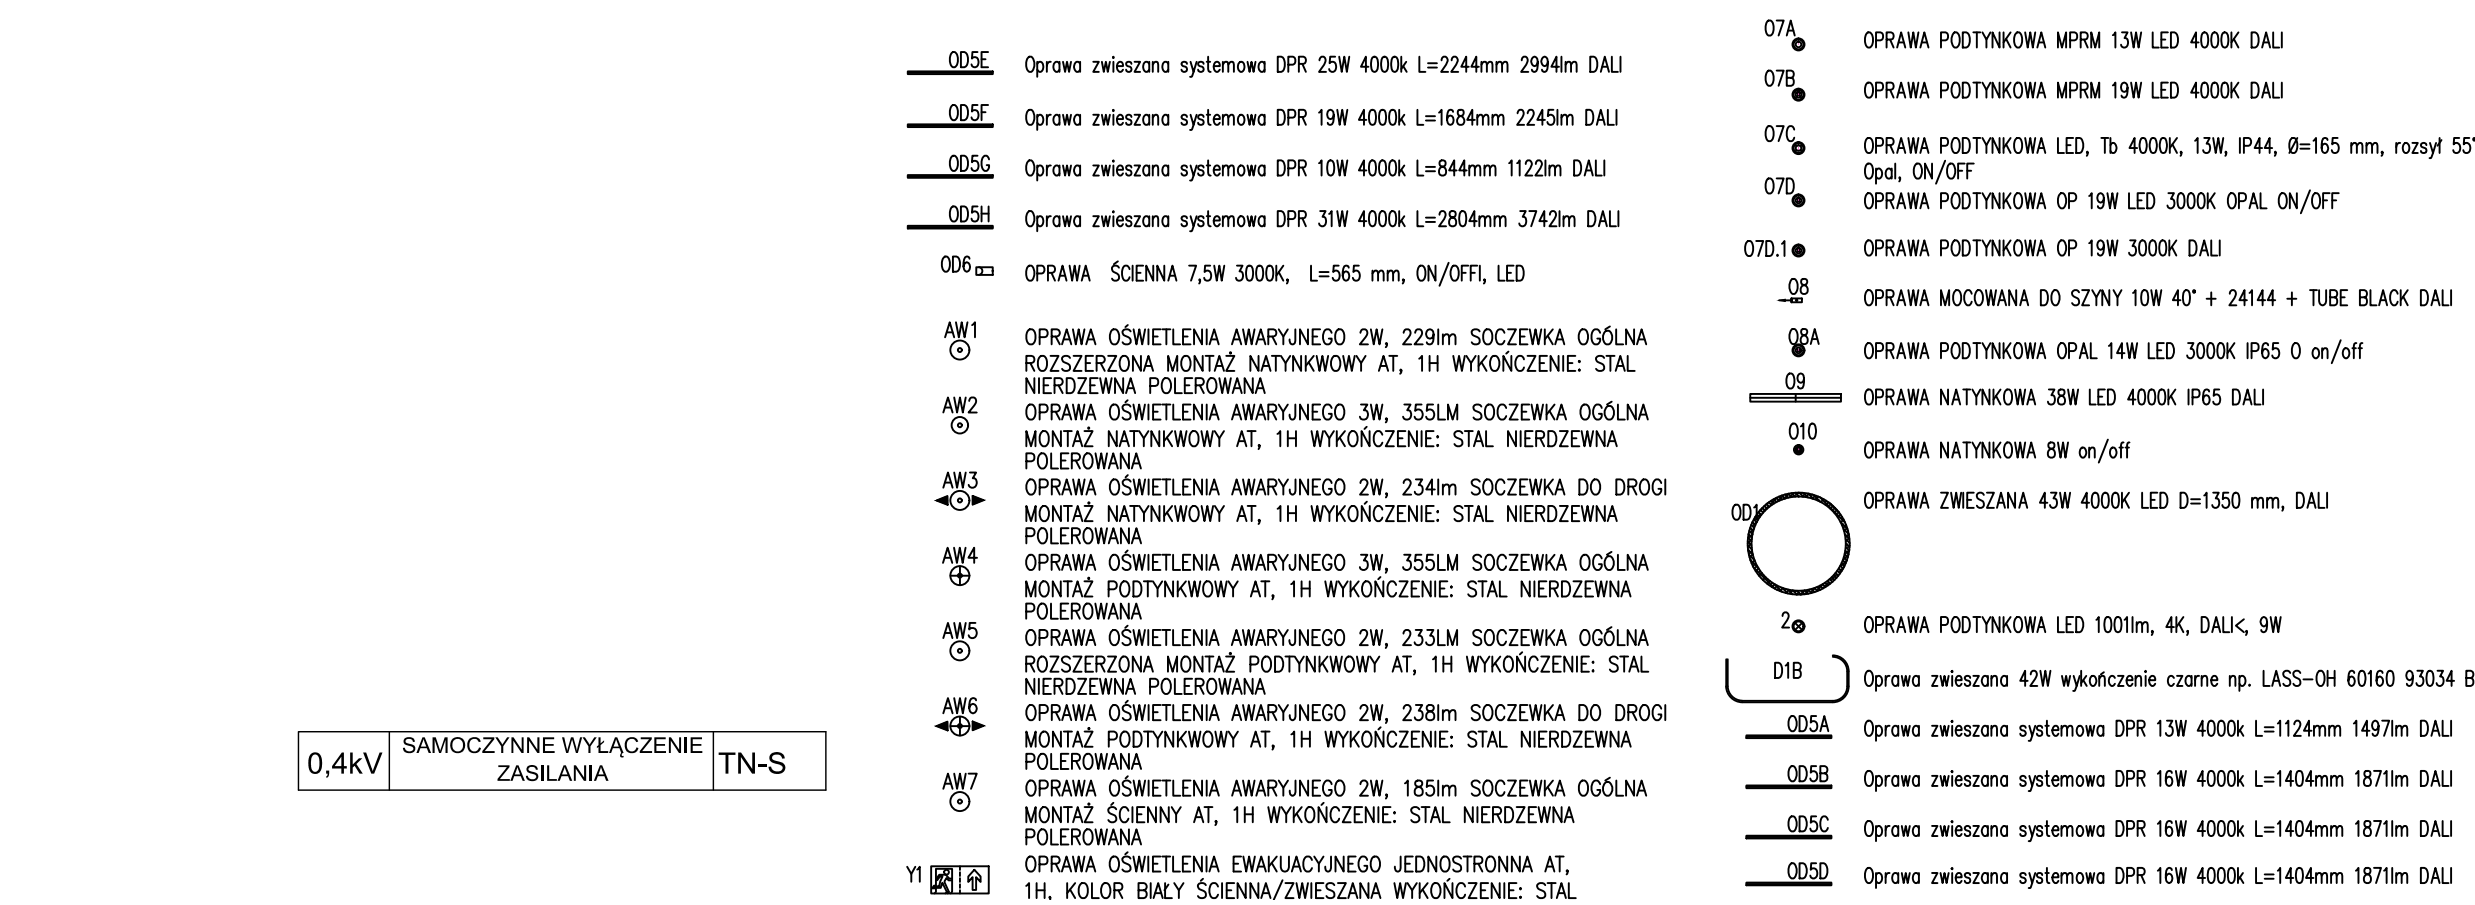 0,4kV
SAMOCZYNNE WYŁĄCZENIE
ZASILANIA
TN-S
OD5E Oprawa zwieszana systemowa DPR 25W 4000k L=2244mm 2994lm DALI
OD5F Oprawa zwieszana systemowa DPR 19W 4000k L=1684mm 2245lm DALI
OD5G Oprawa zwieszana systemowa DPR 10W 4000k L=844mm 1122lm DALI
OD5H Oprawa zwieszana systemowa DPR 31W 4000k L=2804mm 3742lm DALI
OD6 OPRAWA ŚCIENNA 7,5W 3000K, L=565 mm, ON/OFFI, LED
AW1 OPRAWA OŚWIETLENIA AWARYJNEGO 2W, 229lm SOCZEWKA OGÓLNA
ROZSZERZONA MONTAŻ NATYNKWOWY AT, 1H WYKOŃCZENIE: STAL
NIERDZEWNA POLEROWANA
AW2 OPRAWA OŚWIETLENIA AWARYJNEGO 3W, 355LM SOCZEWKA OGÓLNA
MONTAŻ NATYNKWOWY AT, 1H WYKOŃCZENIE: STAL NIERDZEWNA
POLEROWANA
AW3 OPRAWA OŚWIETLENIA AWARYJNEGO 2W, 234lm SOCZEWKA DO DROGI
MONTAŻ NATYNKWOWY AT, 1H WYKOŃCZENIE: STAL NIERDZEWNA
POLEROWANA
AW4 OPRAWA OŚWIETLENIA AWARYJNEGO 3W, 355LM SOCZEWKA OGÓLNA
MONTAŻ PODTYNKWOWY AT, 1H WYKOŃCZENIE: STAL NIERDZEWNA
POLEROWANA
AW5 OPRAWA OŚWIETLENIA AWARYJNEGO 2W, 233LM SOCZEWKA OGÓLNA
ROZSZERZONA MONTAŻ PODTYNKWOWY AT, 1H WYKOŃCZENIE: STAL
NIERDZEWNA POLEROWANA
AW6 OPRAWA OŚWIETLENIA AWARYJNEGO 2W, 238lm SOCZEWKA DO DROGI
MONTAŻ PODTYNKWOWY AT, 1H WYKOŃCZENIE: STAL NIERDZEWNA
POLEROWANA
AW7 OPRAWA OŚWIETLENIA AWARYJNEGO 2W, 185lm SOCZEWKA OGÓLNA
MONTAŻ ŚCIENNY AT, 1H WYKOŃCZENIE: STAL NIERDZEWNA
POLEROWANA
Y1 OPRAWA OŚWIETLENIA EWAKUACYJNEGO JEDNOSTRONNA AT,
1H, KOLOR BIAŁY ŚCIENNA/ZWIESZANA WYKOŃCZENIE: STAL
O7A OPRAWA PODTYNKOWA MPRM 13W LED 4000K DALI
O7B OPRAWA PODTYNKOWA MPRM 19W LED 4000K DALI
O7C OPRAWA PODTYNKOWA LED, Tb 4000K, 13W, IP44, Ø=165 mm, rozsył 55°
Opal, ON/OFF
O7D OPRAWA PODTYNKOWA OP 19W LED 3000K OPAL ON/OFF
O7D.1 OPRAWA PODTYNKOWA OP 19W 3000K DALI
O8 OPRAWA MOCOWANA DO SZYNY 10W 40° + 24144 + TUBE BLACK DALI
O8A OPRAWA PODTYNKOWA OPAL 14W LED 3000K IP65 O on/off
O9 OPRAWA NATYNKOWA 38W LED 4000K IP65 DALI
O10 OPRAWA NATYNKOWA 8W on/off
OD1 OPRAWA ZWIESZANA 43W 4000K LED D=1350 mm, DALI
2 OPRAWA PODTYNKOWA LED 1001lm, 4K, DALI<, 9W
D1B Oprawa zwieszana 42W wykończenie czarne np. LASS-OH 60160 93034 B
OD5A Oprawa zwieszana systemowa DPR 13W 4000k L=1124mm 1497lm DALI
OD5B Oprawa zwieszana systemowa DPR 16W 4000k L=1404mm 1871lm DALI
OD5C Oprawa zwieszana systemowa DPR 16W 4000k L=1404mm 1871lm DALI
OD5D Oprawa zwieszana systemowa DPR 16W 4000k L=1404mm 1871lm DALI